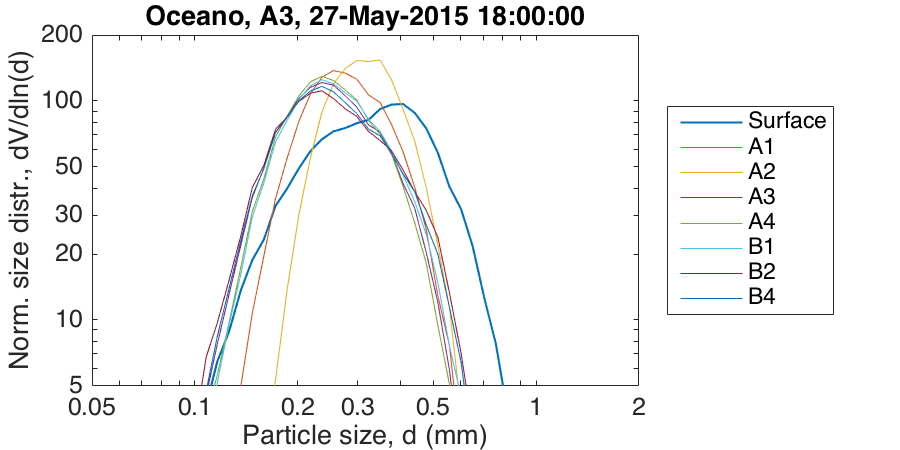 Oceano, A3, 27-May-2015 18:00:00
Norm. size distr., dV/dln(d)
200
100
50
30
20
10
5
0.05 0.1 0.2 0.3 0.5 1 2
Particle size, d (mm)
Surface
A1
A2
A3
A4
B1
B2
B4